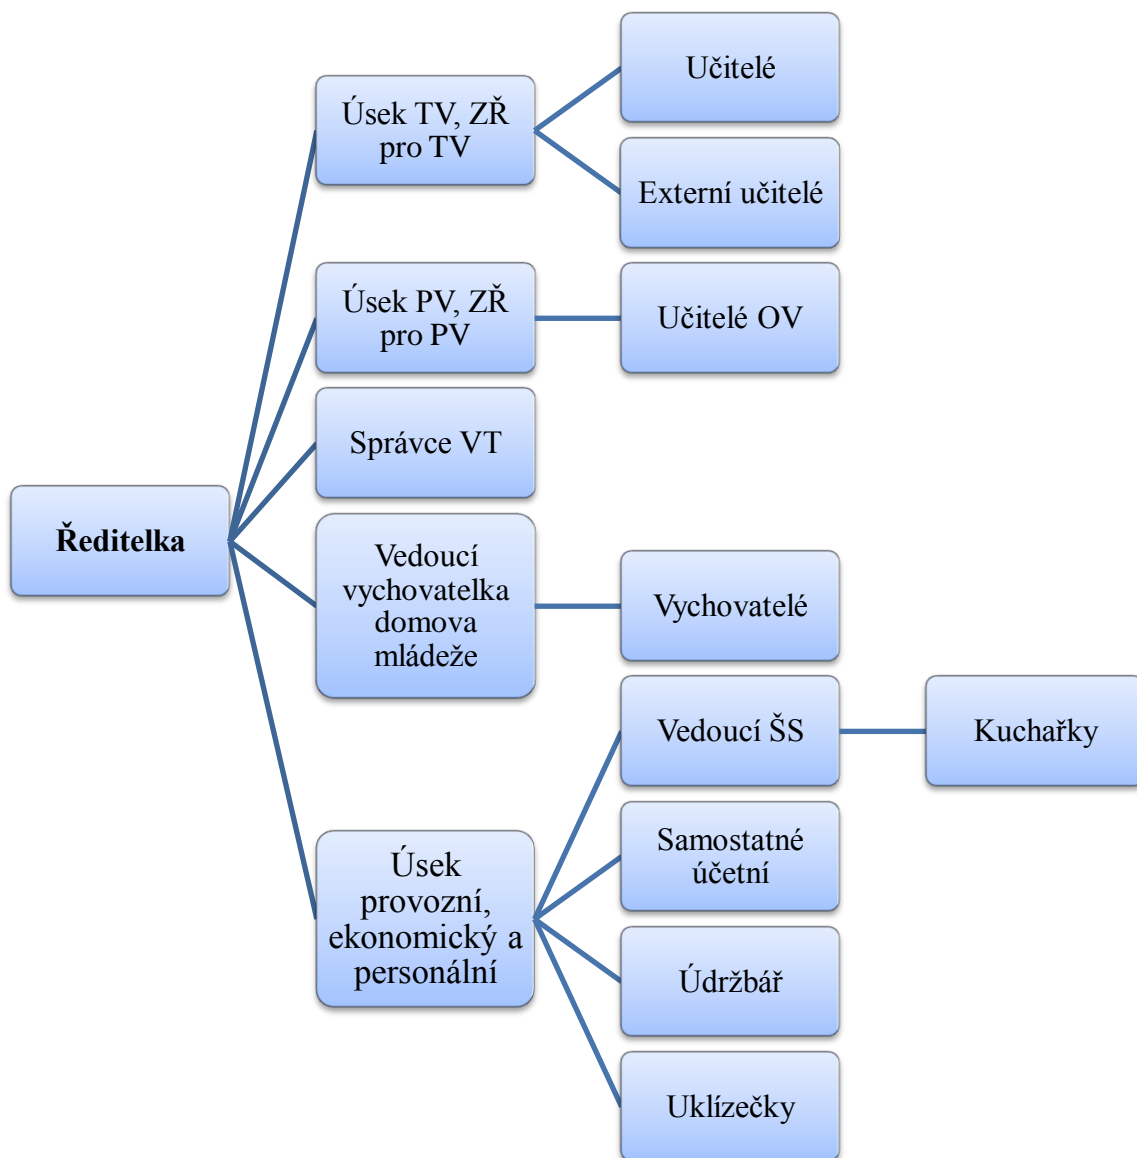 Učitelé
Úsek TV, ZŘ
pro TV
Externí učitelé
Úsek PV, ZŘ
pro PV
Učitelé OV
Správce VT
Ředitelka
Vedoucí
vychovatelka
domova
mládeže
Vychovatelé
Vedoucí ŠS
Kuchařky
Úsek
provozní,
ekonomický a
personální
Samostatné
účetní
Údržbář
Uklízečky